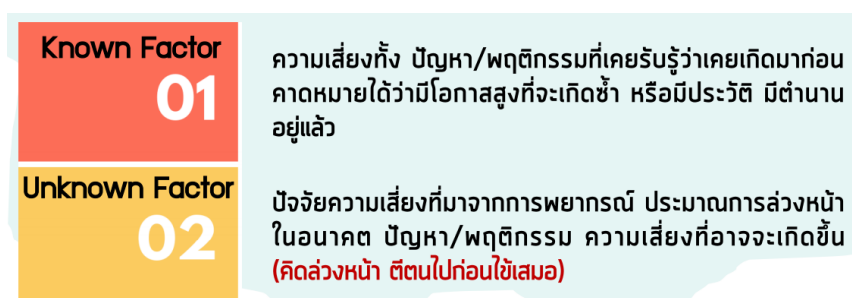 Known Factor
01
ความเสี่ยงทั้ง ปัญหา/พฤติกรรมที่เคยรับรู้ว่าเคยเกิดมาก่อน
คาดหมายได้ว่ามีโอกาสสูงที่จะเกิดซ้ำ หรือมีประวัติ มีตำนาน
อยู่แล้ว
Unknown Factor
02
ปัจจัยความเสี่ยงที่มาจากการพยากรณ์ ประมาณการล่วงหน้า
ในอนาคต ปัญหา/พฤติกรรม ความเสี่ยงที่อาจจะเกิดขึ้น
(คิดล่วงหน้า ตีตนไปก่อนไข้เสมอ)